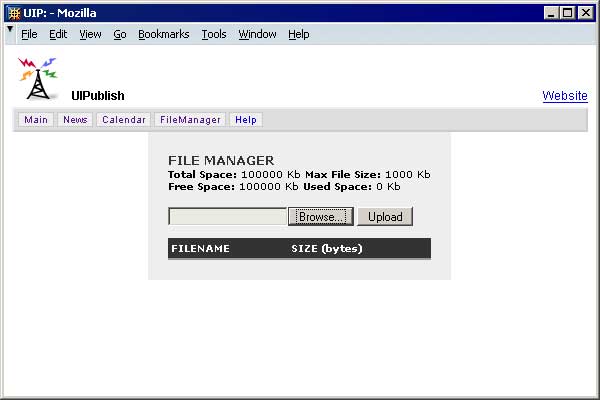 UIP: - Mozilla
File Edit View Go Bookmarks Tools Window Help
UIPublish
Website
Main News Calendar FileManager Help
FILE MANAGER
Total Space: 100000 Kb Max File Size: 1000 Kb
Free Space: 100000 Kb Used Space: 0 Kb
Browse... Upload
FILENAME SIZE (bytes)